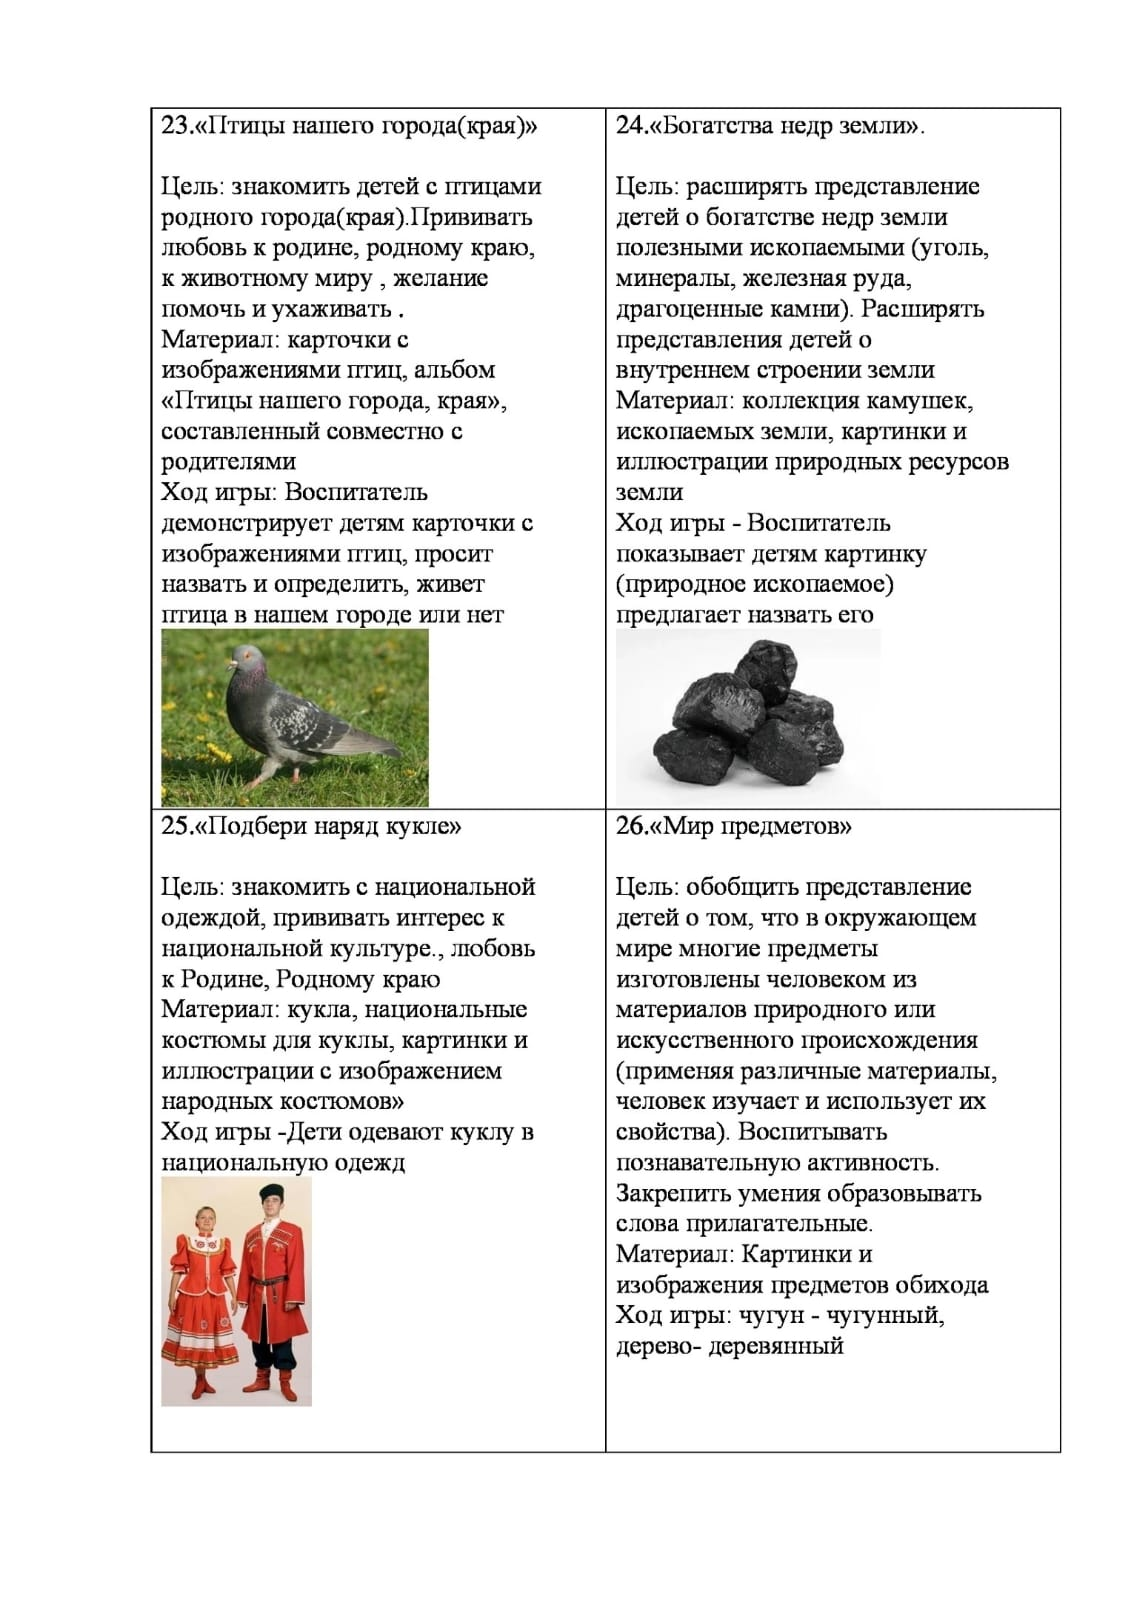 23.«Птицы нашего города(края)»
Цель: знакомить детей с птицами
родного города(края).Прививать
любовь к родине, родному краю,
к животному миру , желание
помочь и ухаживать .
Материал: карточки с
изображениями птиц, альбом
«Птицы нашего города, края»,
составленный совместно с
родителями
Ход игры: Воспитатель
демонстрирует детям карточки с
изображениями птиц, просит
назвать и определить, живет
птица в нашем городе или нет
24.«Богатства недр земли».
Цель: расширять представление
детей о богатстве недр земли
полезными ископаемыми (уголь,
минералы, железная руда,
драгоценные камни). Расширять
представления детей о
внутреннем строении земли
Материал: коллекция камушек,
ископаемых земли, картинки и
иллюстрации природных ресурсов
земли
Ход игры - Воспитатель
показывает детям картинку
(природное ископаемое)
предлагает назвать его
25.«Подбери наряд кукле»
Цель: знакомить с национальной
одеждой, прививать интерес к
национальной культуре., любовь
к Родине, Родному краю
Материал: кукла, национальные
костюмы для куклы, картинки и
иллюстрации с изображением
народных костюмов»
Ход игры -Дети одевают куклу в
национальную одежд
26.«Мир предметов»
Цель: обобщить представление
детей о том, что в окружающем
мире многие предметы
изготовлены человеком из
материалов природного или
искусственного происхождения
(применяя различные материалы,
человек изучает и использует их
свойства). Воспитывать
познавательную активность.
Закрепить умения образовывать
слова прилагательные.
Материал: Картинки и
изображения предметов обихода
Ход игры: чугун - чугунный,
дерево- деревянный